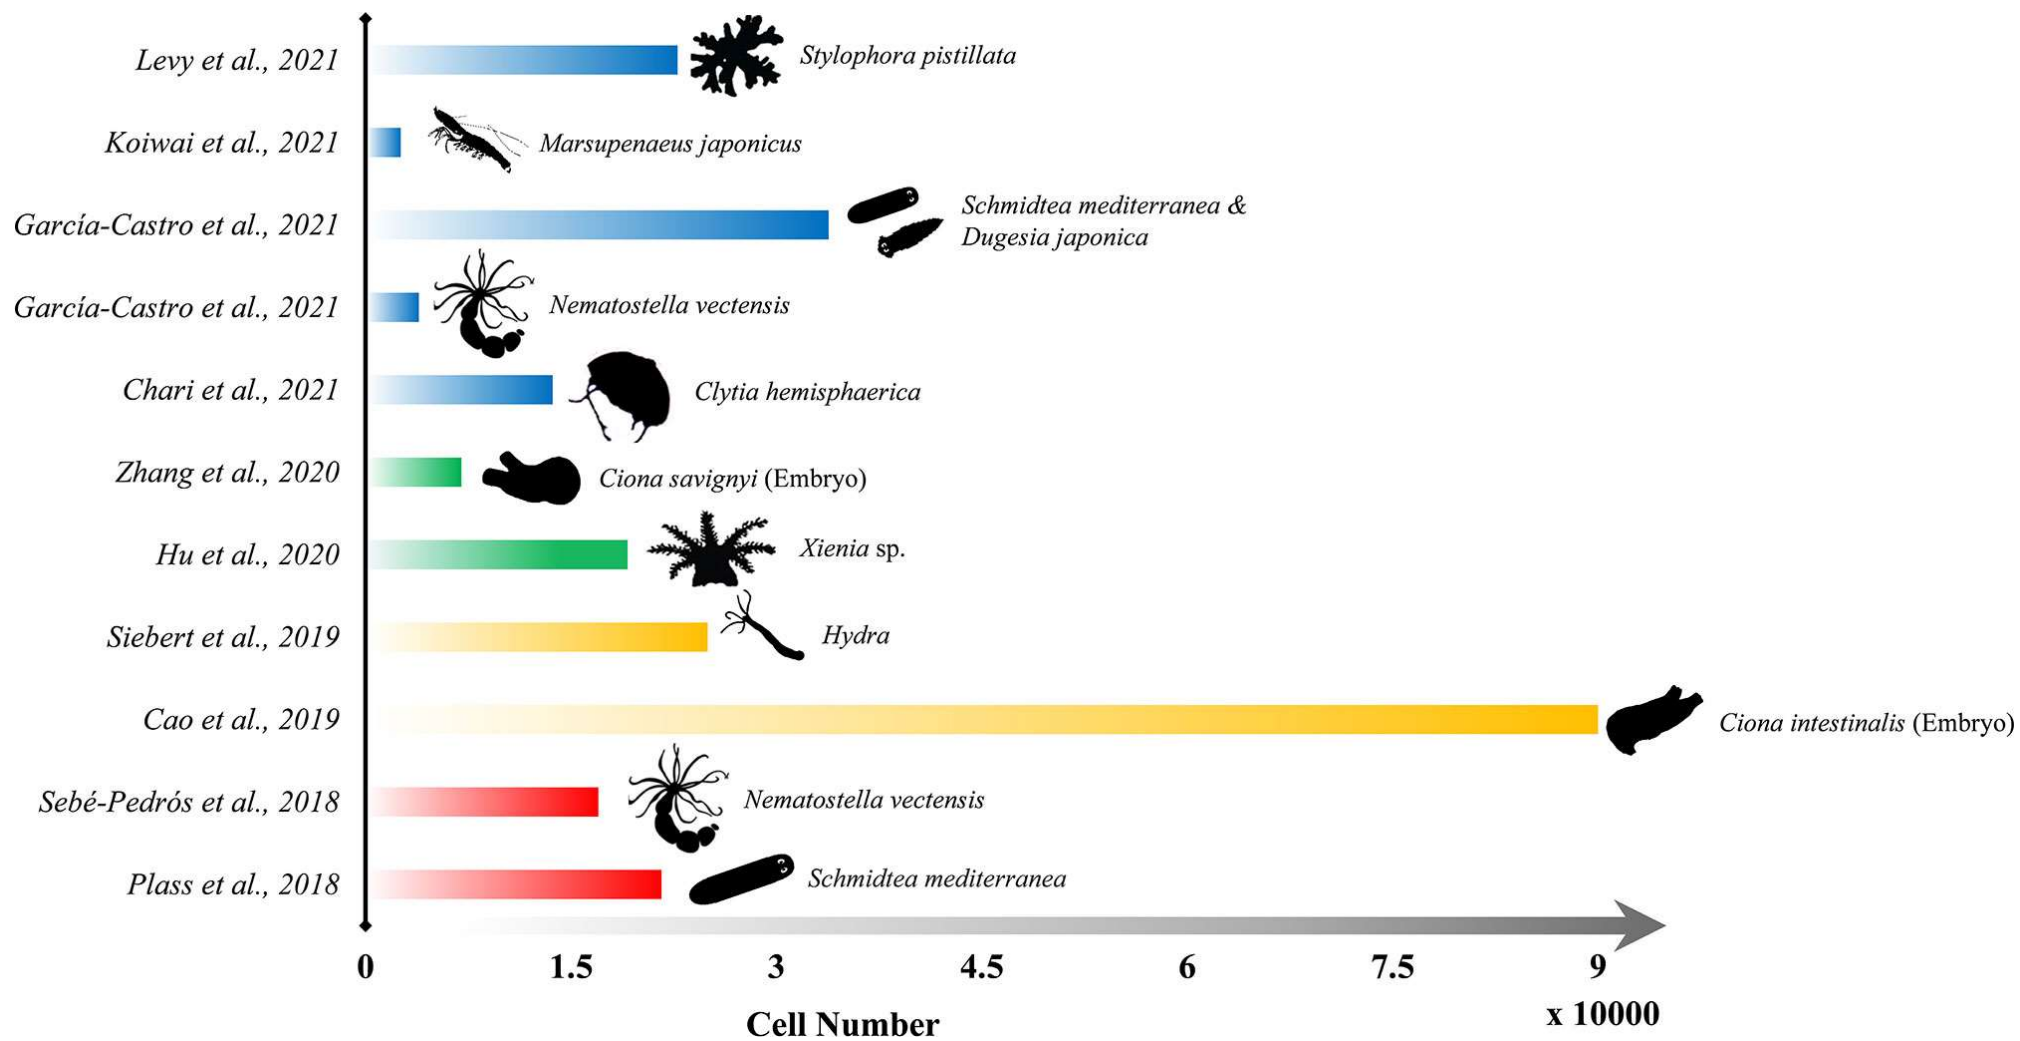 Levy et al., 2021
Stylophora pistillata
Koiwai et al., 2021
Marsupenaeus japonicus
García-Castro et al., 2021
Schmidtea mediterranea &
Dugesia japonica
García-Castro et al., 2021
Nematostella vectensis
Chari et al., 2021
Clytia hemisphaerica
Zhang et al., 2020
Ciona savignyi (Embryo)
Hu et al., 2020
Xienia sp.
Siebert et al., 2019
Hydra
Cao et al., 2019
Ciona intestinalis (Embryo)
Sebé-Pedrós et al., 2018
Nematostella vectensis
Plass et al., 2018
Schmidtea mediterranea
0 1.5 3 4.5 6 7.5 9
x 10000
Cell Number